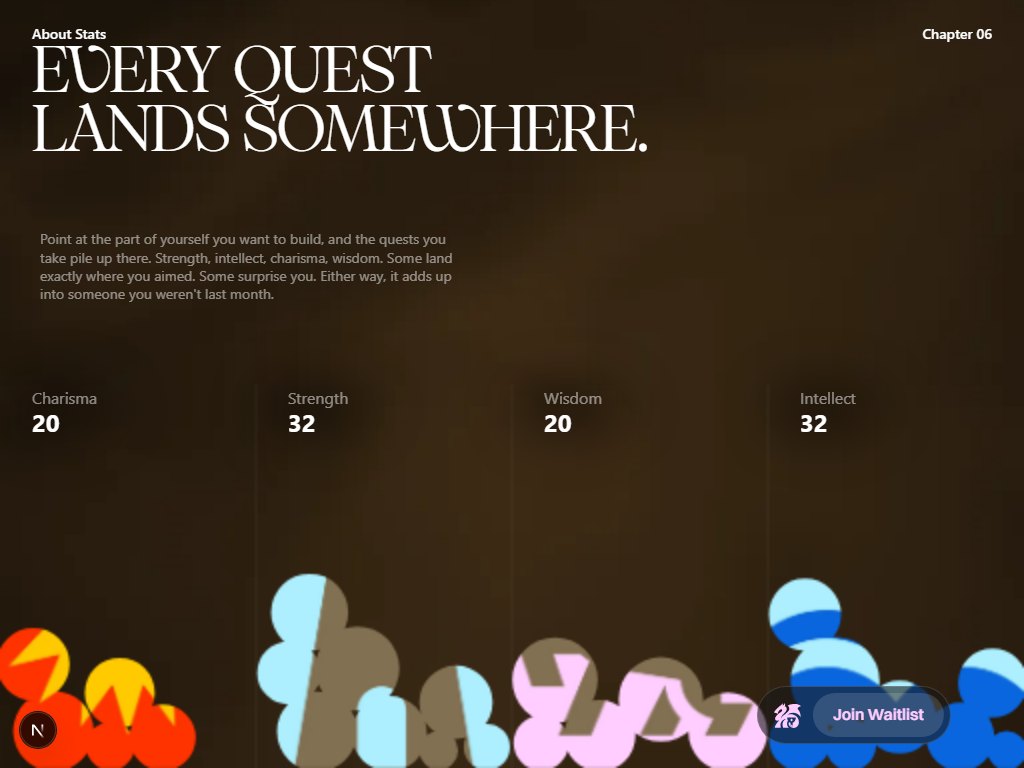 About Stats
Chapter 06
EVERY QUEST
LANDS SOMEWHERE.
Point at the part of yourself you want to build, and the quests you
take pile up there. Strength, intellect, charisma, wisdom. Some land
exactly where you aimed. Some surprise you. Either way, it adds up
into someone you weren't last month.
Charisma
20
Strength
32
Wisdom
20
Intellect
32
N
Join Waitlist